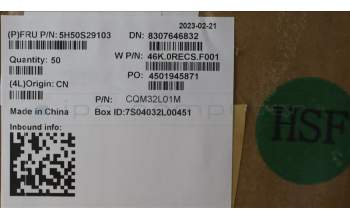 2023-02-21
(P)FRU P/N: 5H50S29103
DN: 8307646832
W P/N: 46K.0RECS.F001
Quantity: 50
PO: 4501945871
(4L)Origin: CN
P/N: CQM32L01M
Made in China
Box ID:7S04032L00451
Inbound info:
HSF